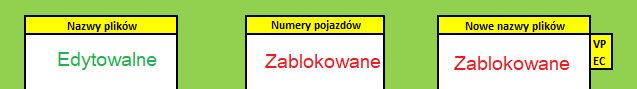 Nazwy plików
Numery pojazdów
Nowe nazwy plików
VP
EC
Edytowalne
Zablokowane
Zablokowane